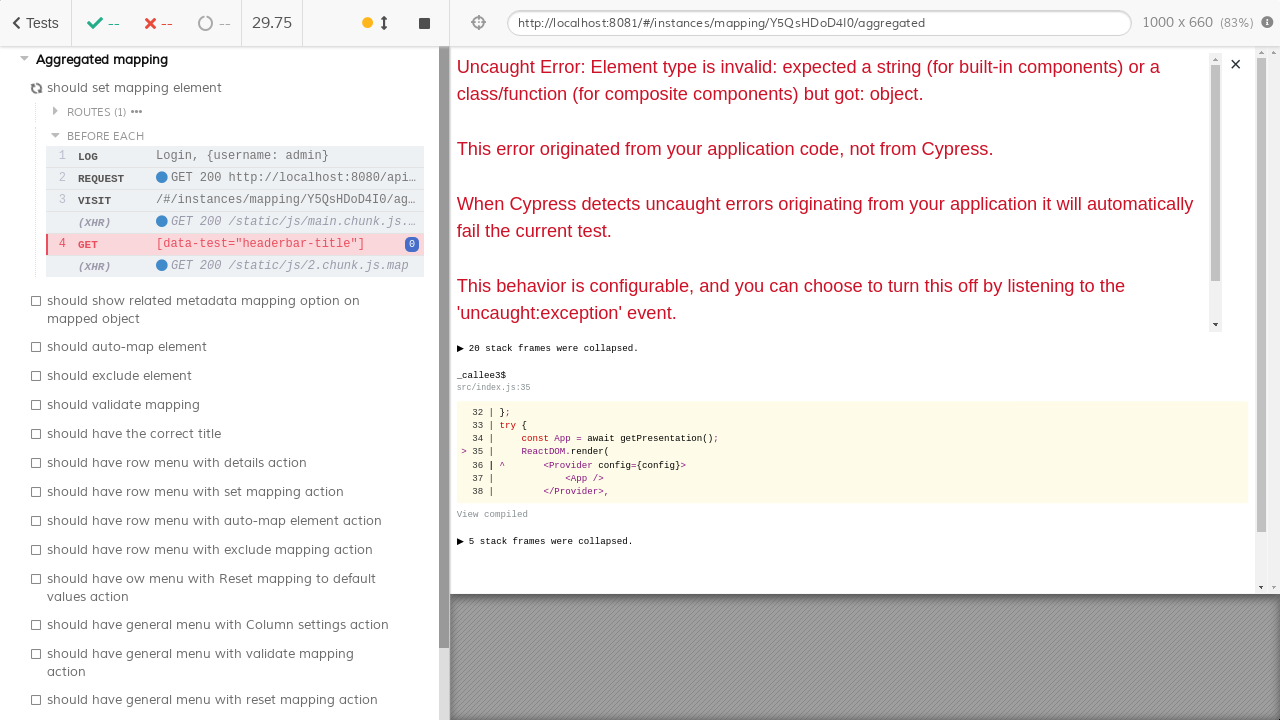 Tests -- -- -- 29.75
http://localhost:8081/#/instances/mapping/Y5QsHDoD4I0/aggregated 1000 x 660 (83%)
Aggregated mapping
should set mapping element
ROUTES (1) •••
BEFORE EACH
1 LOG Login, {username: admin}
2 REQUEST GET 200 http://localhost:8080/api…
3 VISIT /#/instances/mapping/Y5QsHDoD4I0/ag…
(XHR) GET 200 /static/js/main.chunk.js.…
4 GET [data-test="headerbar-title"] 0
(XHR) GET 200 /static/js/2.chunk.js.map
should show related metadata mapping option on
mapped object
should auto-map element
should exclude element
should validate mapping
should have the correct title
should have row menu with details action
should have row menu with set mapping action
should have row menu with auto-map element action
should have row menu with exclude mapping action
should have ow menu with Reset mapping to default
values action
should have general menu with Column settings action
should have general menu with validate mapping
action
should have general menu with reset mapping action
Uncaught Error: Element type is invalid: expected a string (for built-in components) or a
class/function (for composite components) but got: object.
This error originated from your application code, not from Cypress.
When Cypress detects uncaught errors originating from your application it will automatically
fail the current test.
This behavior is configurable, and you can choose to turn this off by listening to the
'uncaught:exception' event.
▶ 20 stack frames were collapsed.
_callee3$
src/index.js:35
32 | };
33 | try {
34 |     const App = await getPresentation();
> 35 |     ReactDOM.render(
36 | ^       <Provider config={config}>
37 |             <App />
38 |         </Provider>,
View compiled
▶ 5 stack frames were collapsed.